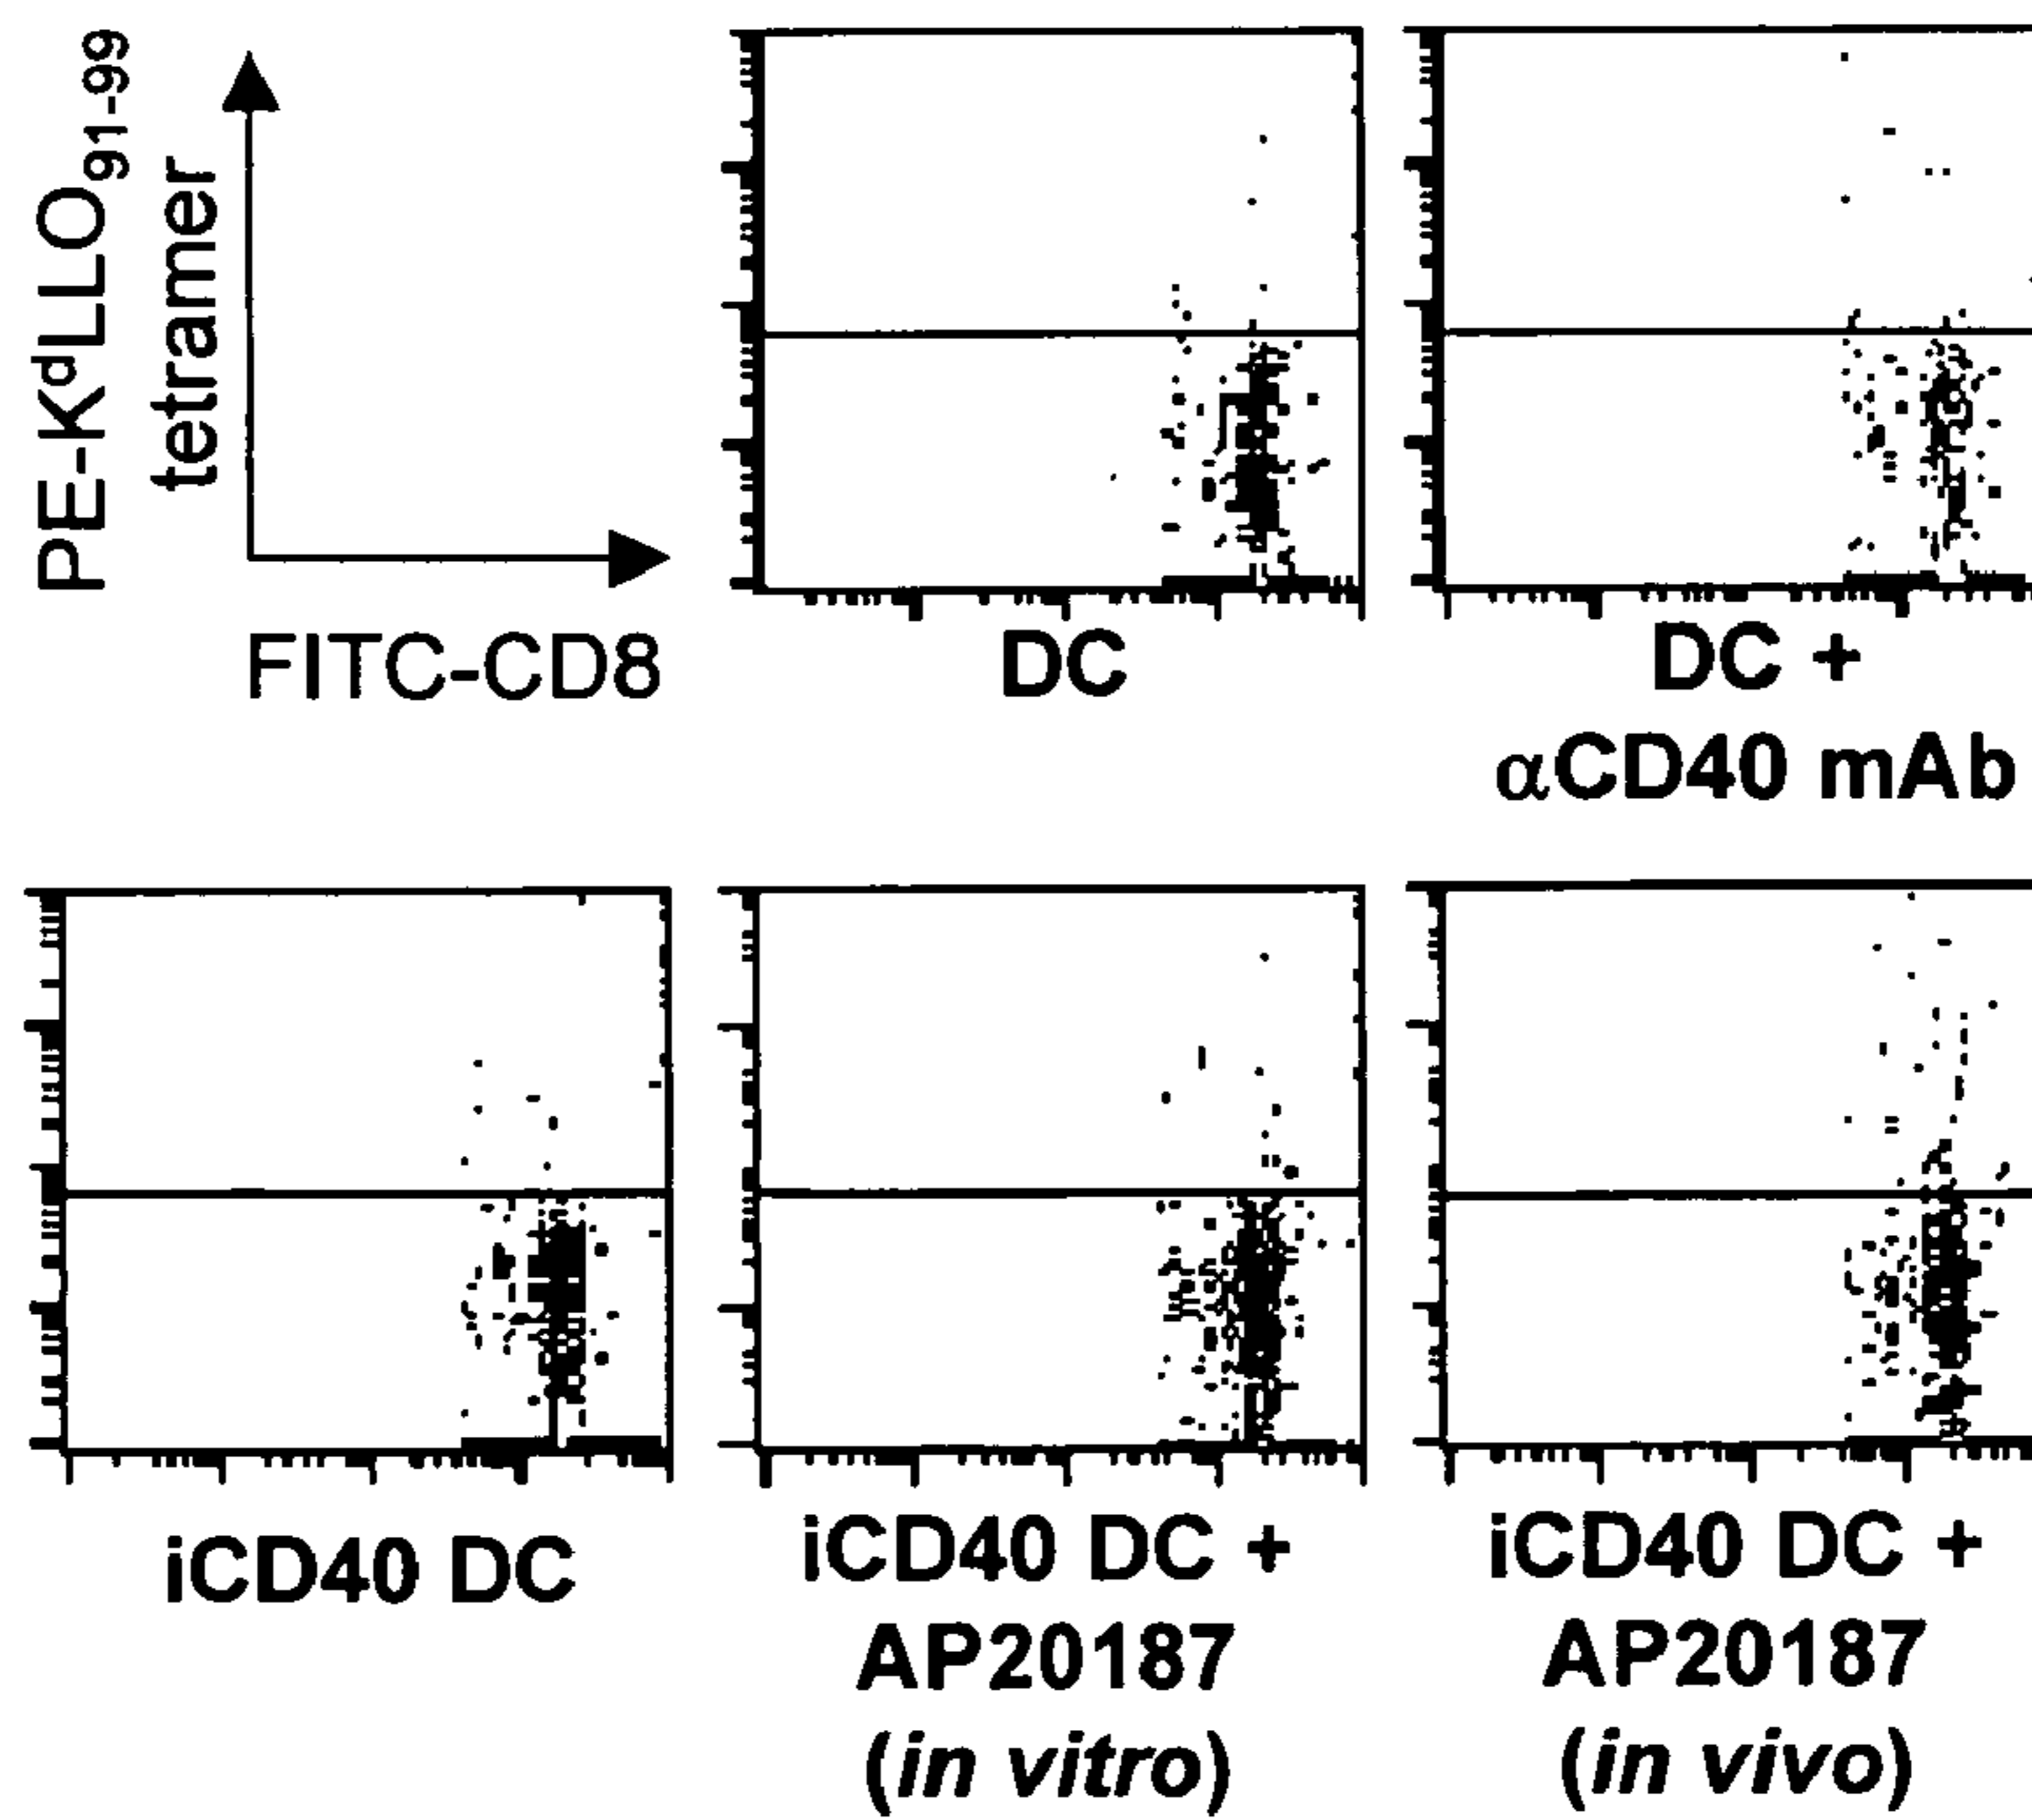 PE-KdLLO91-99
tetramer
FITC-CD8
DC
DC +
αCD40 mAb
iCD40 DC
iCD40 DC +
AP20187
(in vitro)
iCD40 DC +
AP20187
(in vivo)